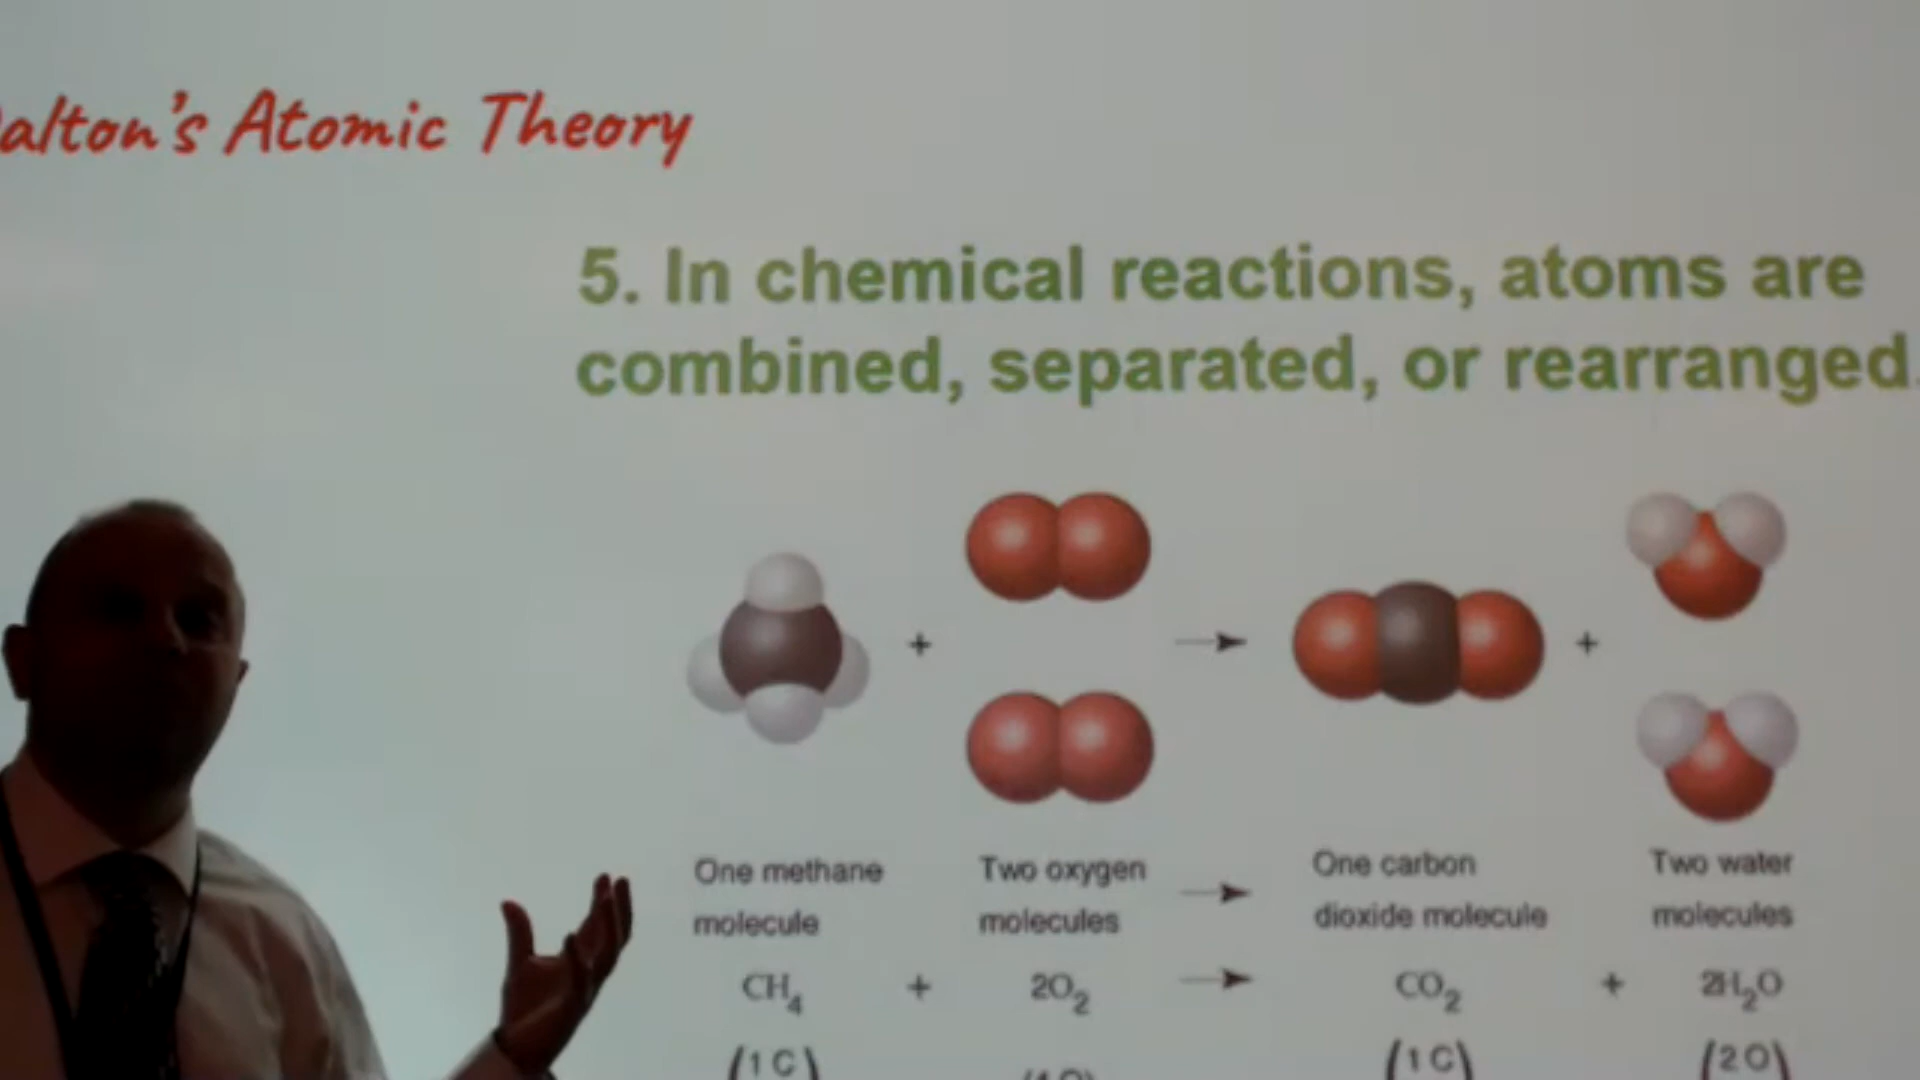 alton's Atomic Theory
5. In chemical reactions, atoms are
combined, separated, or rearranged.
+ → +
One methane molecule
Two oxygen molecules
→
One carbon dioxide molecule
Two water molecules
CH₄ + 2O₂ → CO₂ + 2H₂O
(1 C) (4 O) (1 C) (2 O)